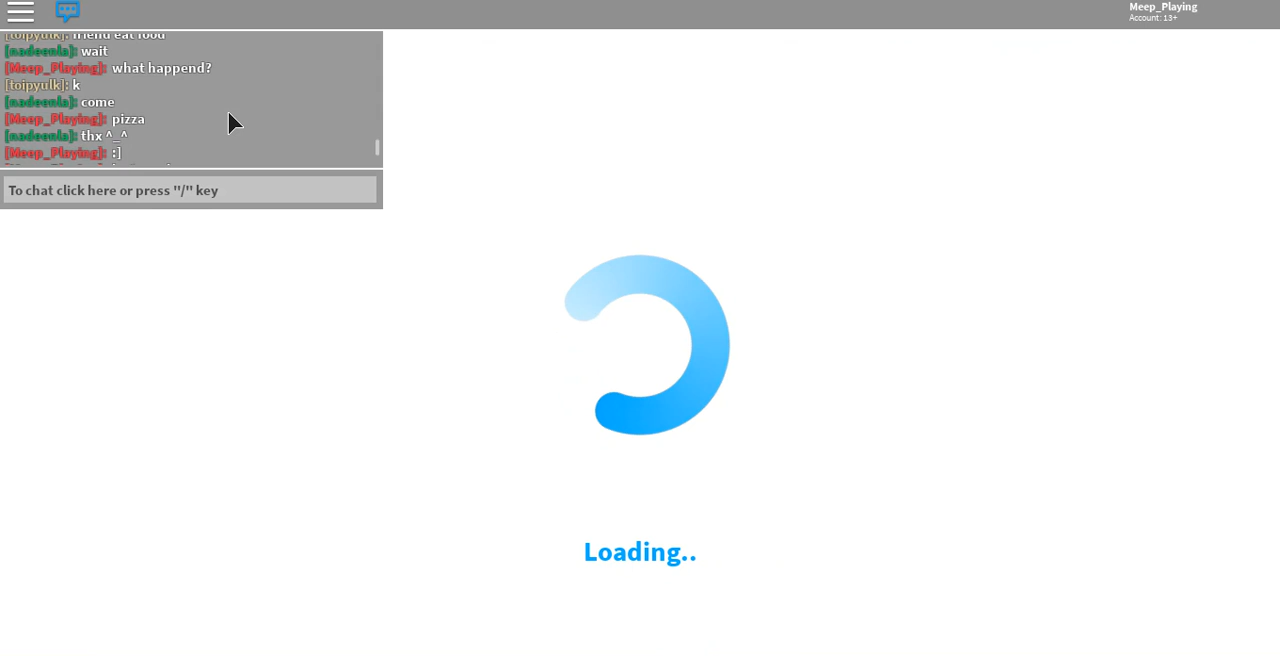 Meep_Playing
Account: 13+
[toipyulk]: friend eat food
[nadeenla]: wait
[Meep_Playing]: what happend?
[toipyulk]: k
[nadeenla]: come
[Meep_Playing]: pizza
[nadeenla]: thx ^_^
[Meep_Playing]: :]
To chat click here or press "/" key
Loading..